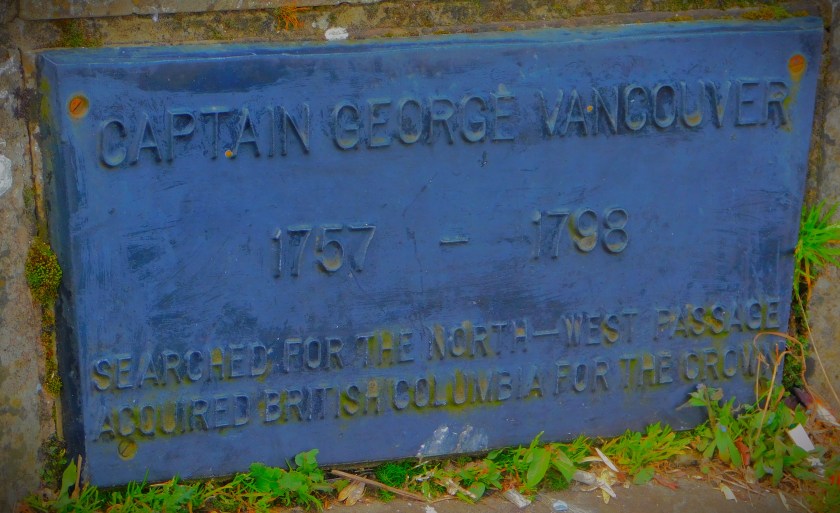 CAPTAIN GEORGE VANCOUVER
1757 – 1798
SEARCHED FOR THE NORTH–WEST PASSAGE
ACQUIRED BRITISH COLUMBIA FOR THE CROWN